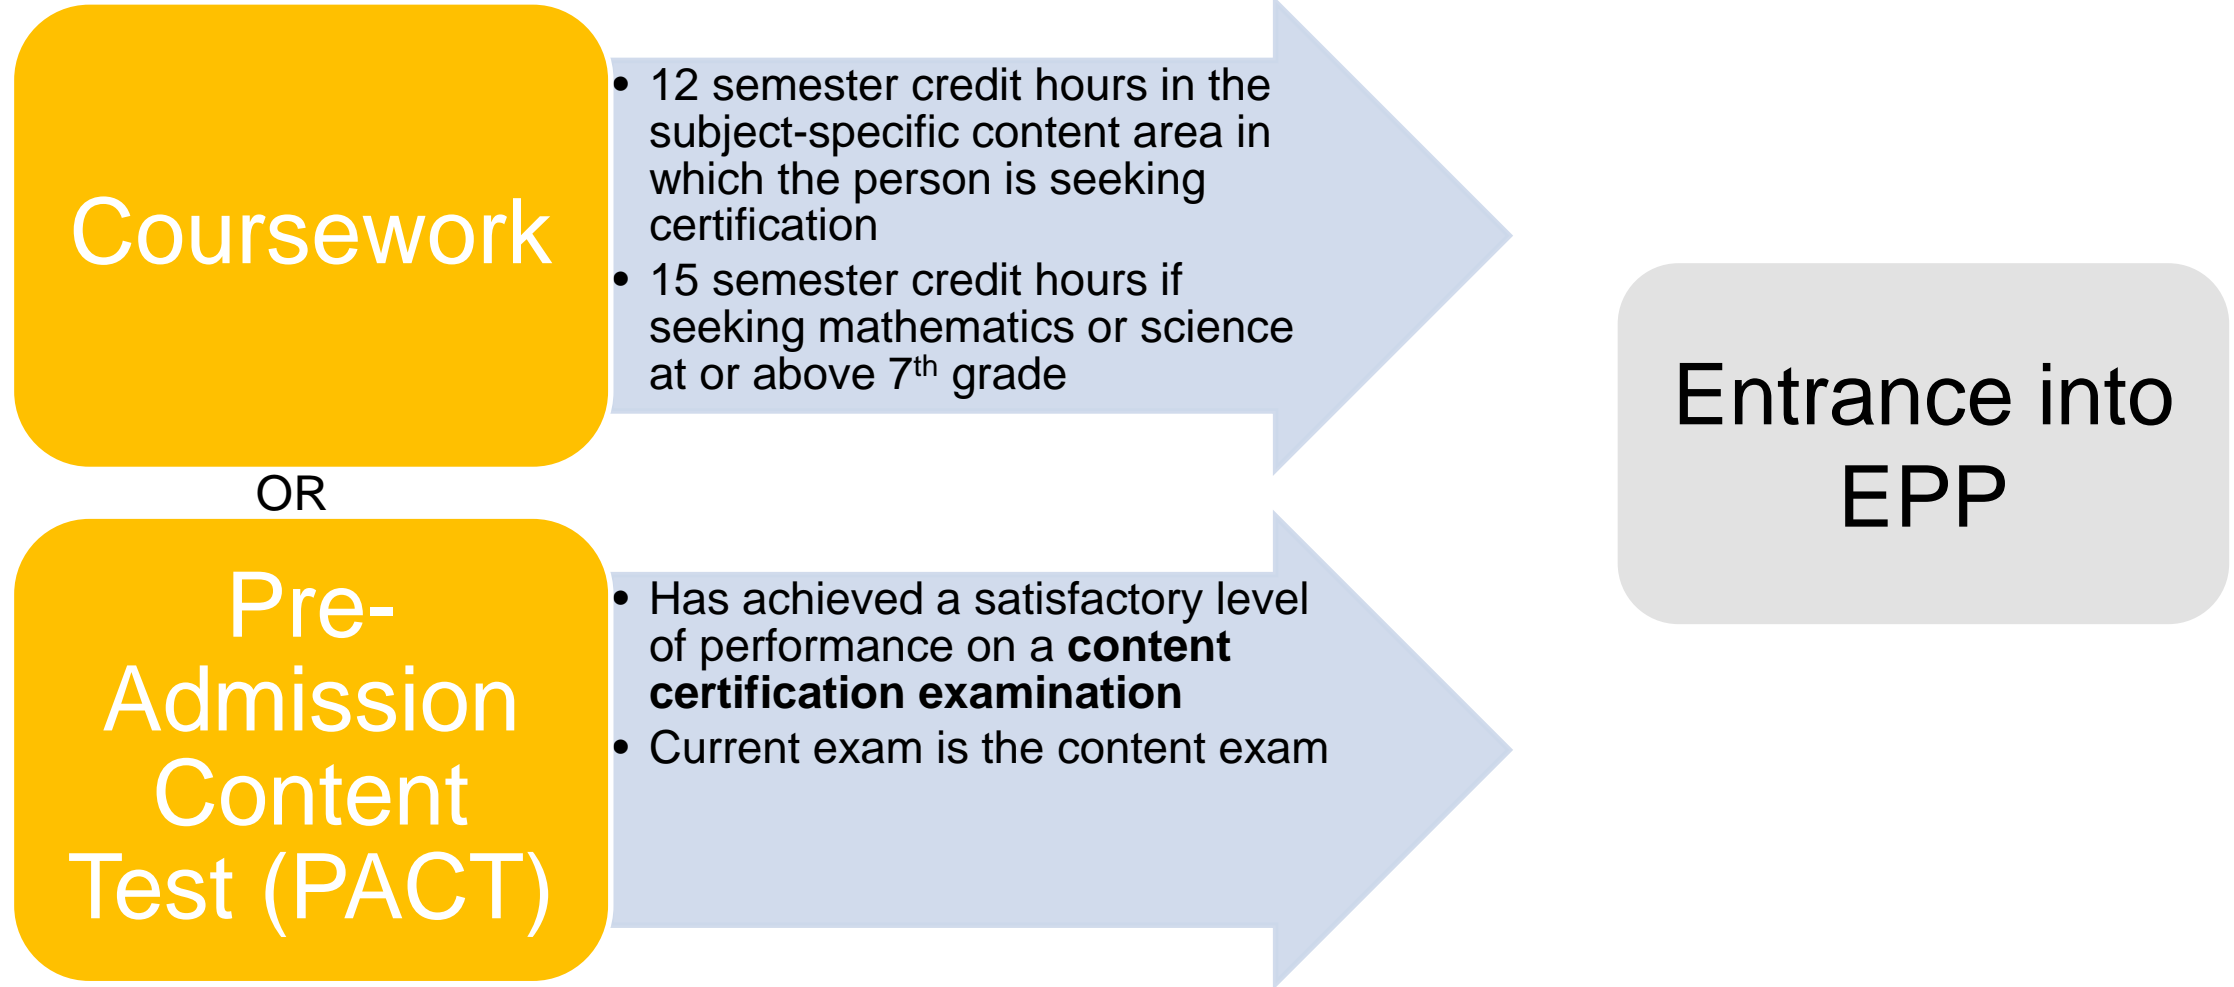 Coursework
• 12 semester credit hours in the
subject-specific content area in
which the person is seeking
certification
• 15 semester credit hours if
seeking mathematics or science
at or above 7th grade
OR
Pre-
Admission
Content
Test (PACT)
• Has achieved a satisfactory level
of performance on a content
certification examination
• Current exam is the content exam
Entrance into
EPP